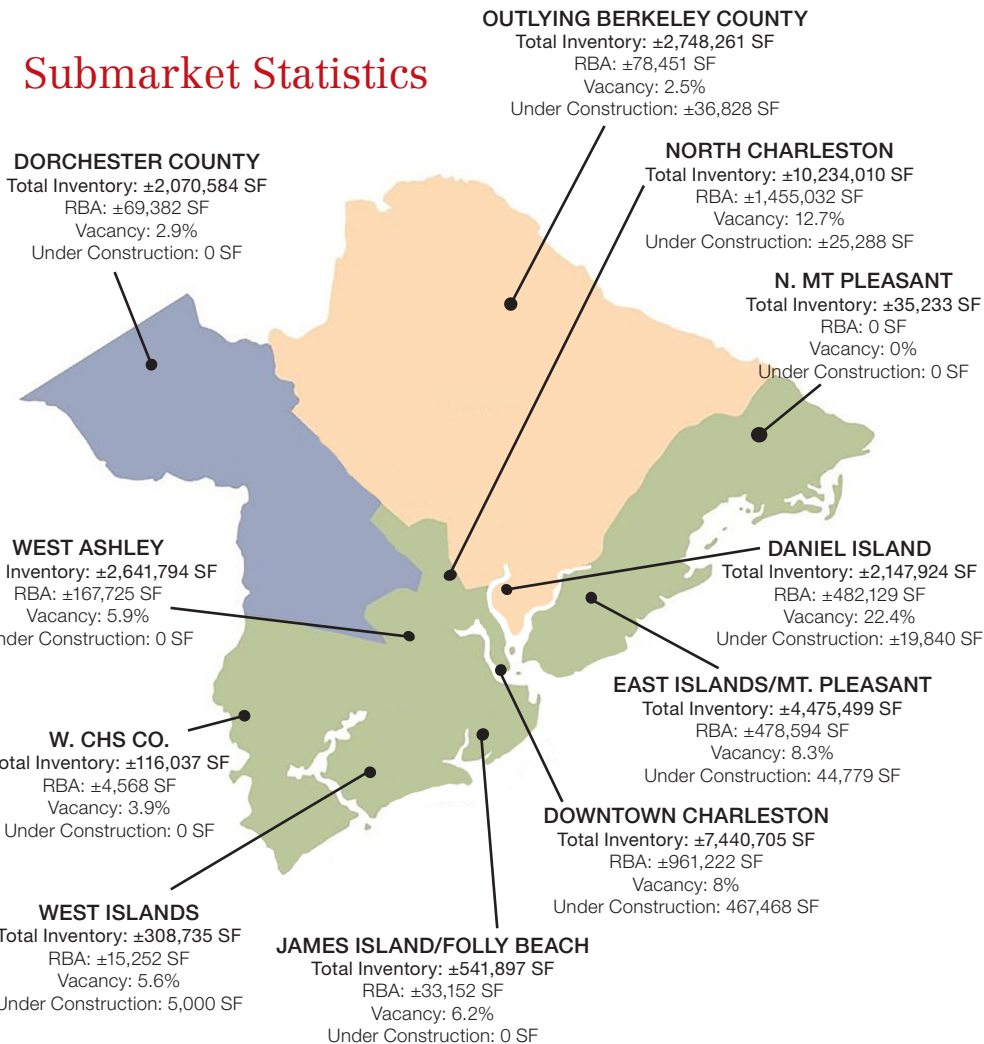 Submarket Statistics
OUTLYING BERKELEY COUNTY
Total Inventory: ±2,748,261 SF
RBA: ±78,451 SF
Vacancy: 2.5%
Under Construction: ±36,828 SF
DORCHESTER COUNTY
Total Inventory: ±2,070,584 SF
RBA: ±69,382 SF
Vacancy: 2.9%
Under Construction: 0 SF
NORTH CHARLESTON
Total Inventory: ±10,234,010 SF
RBA: ±1,455,032 SF
Vacancy: 12.7%
Under Construction: ±25,288 SF
N. MT PLEASANT
Total Inventory: ±35,233 SF
RBA: 0 SF
Vacancy: 0%
Under Construction: 0 SF
WEST ASHLEY
Inventory: ±2,641,794 SF
RBA: ±167,725 SF
Vacancy: 5.9%
nder Construction: 0 SF
DANIEL ISLAND
Total Inventory: ±2,147,924 SF
RBA: ±482,129 SF
Vacancy: 22.4%
Under Construction: ±19,840 SF
EAST ISLANDS/MT. PLEASANT
Total Inventory: ±4,475,499 SF
RBA: ±478,594 SF
Vacancy: 8.3%
Under Construction: 44,779 SF
W. CHS CO.
otal Inventory: ±116,037 SF
RBA: ±4,568 SF
Vacancy: 3.9%
Under Construction: 0 SF
DOWNTOWN CHARLESTON
Total Inventory: ±7,440,705 SF
RBA: ±961,222 SF
Vacancy: 8%
Under Construction: 467,468 SF
WEST ISLANDS
Total Inventory: ±308,735 SF
RBA: ±15,252 SF
Vacancy: 5.6%
Under Construction: 5,000 SF
JAMES ISLAND/FOLLY BEACH
Total Inventory: ±541,897 SF
RBA: ±33,152 SF
Vacancy: 6.2%
Under Construction: 0 SF